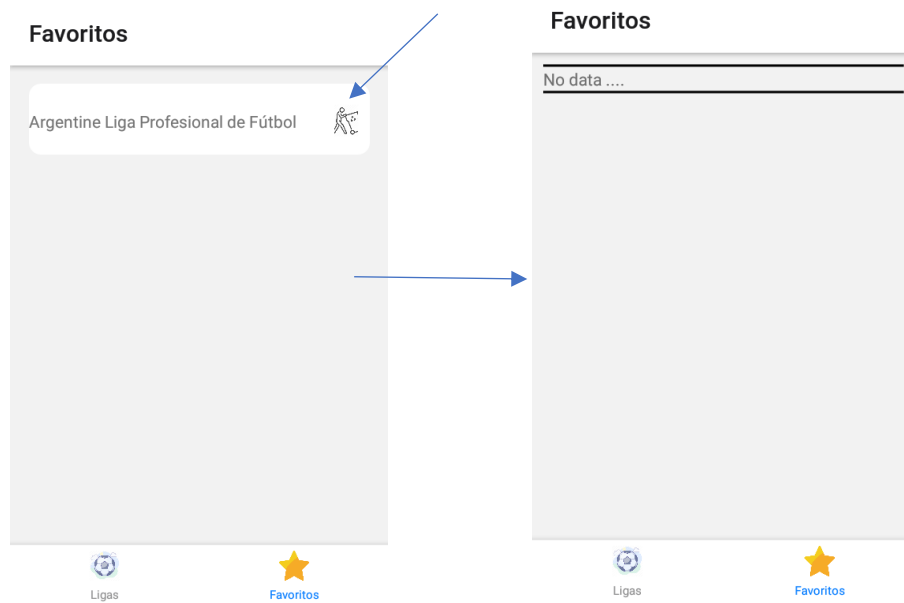 Favoritos
Argentine Liga Profesional de Fútbol
Ligas
Favoritos
Favoritos
No data ....
Ligas
Favoritos